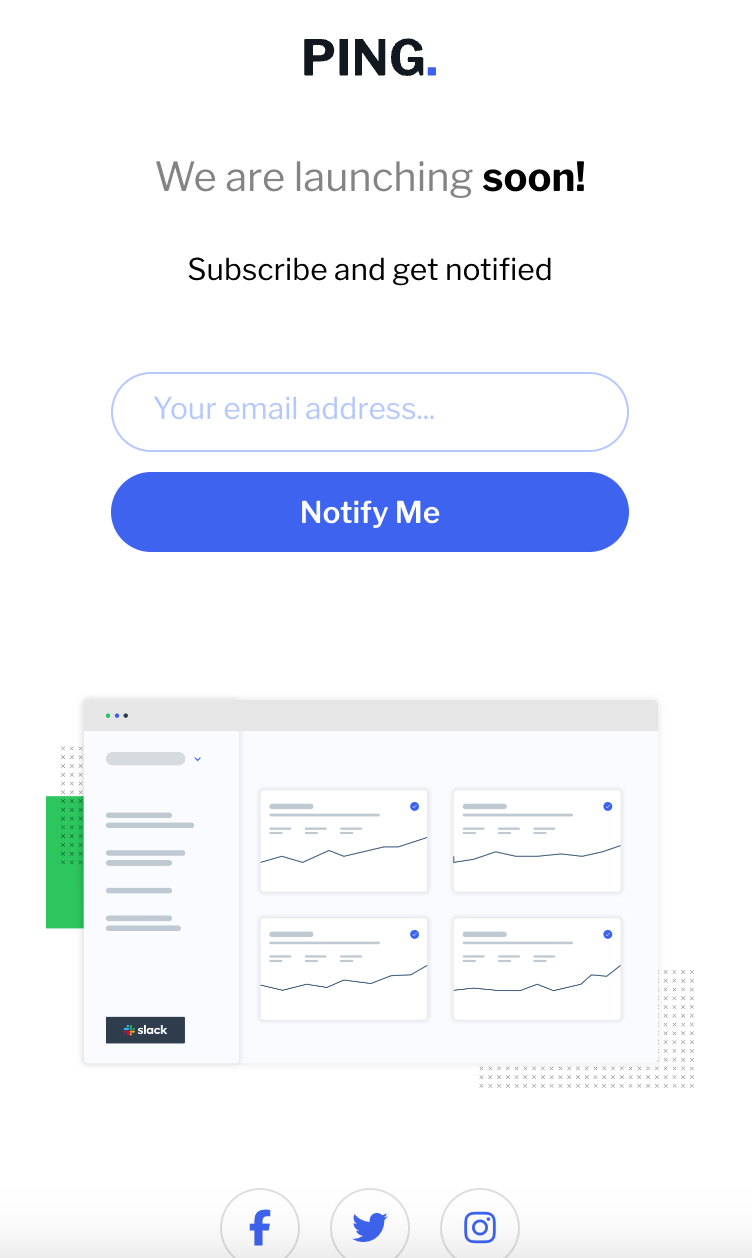 PING.
We are launching soon!
Subscribe and get notified
Your email address...
Notify Me
slack